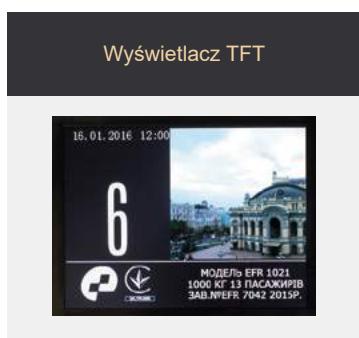 Wyświetlacz TFT
16.01.2016 12:00
6
МОДЕЛЬ EFR 1021
1000 КГ 13 ПАСАЖИРІВ
ЗАВ.№EFR 7042 2015Р.